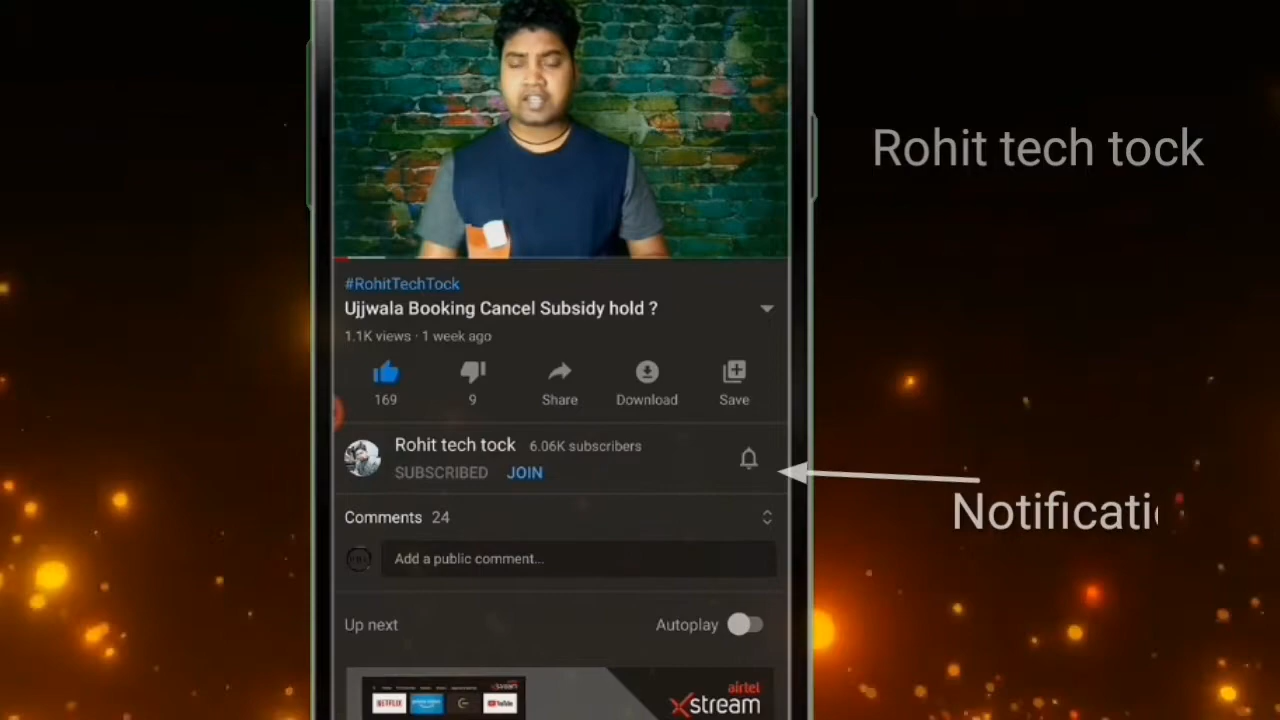 Rohit tech tock
#RohitTechTock
Ujjwala Booking Cancel Subsidy hold ?
1.1K views · 1 week ago
169
9
Share
Download
Save
Rohit tech tock 6.06K subscribers
SUBSCRIBED JOIN
Notificati
Comments 24
Add a public comment...
Up next
Autoplay
airtel
Xstream
NETFLIX
YouTube